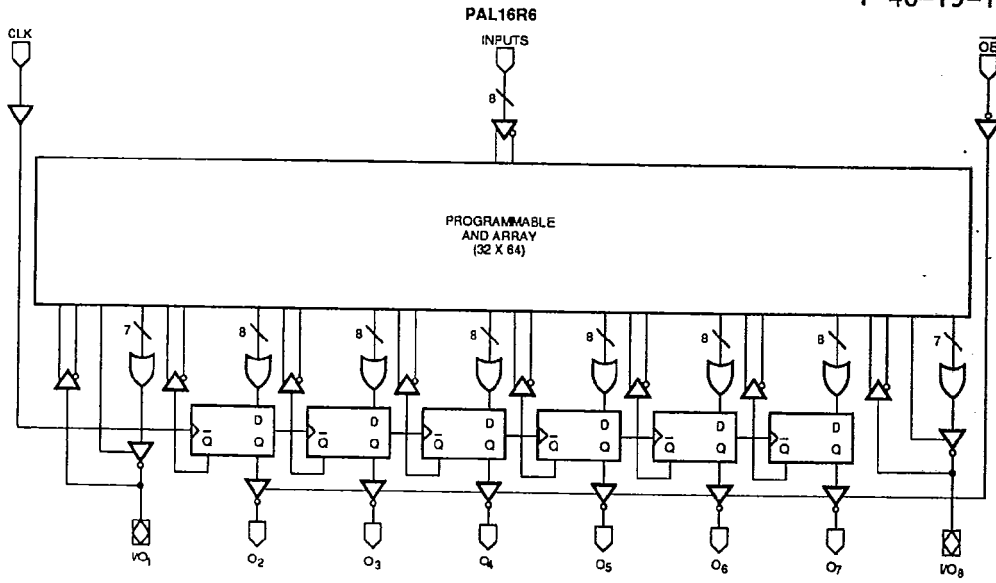 PAL16R6
CLK
INPUTS
OE
8
PROGRAMMABLE
AND ARRAY
(32 X 64)
7 8 8 8 8 8 8 7
D D D D D D
Q Q Q Q Q Q Q Q Q Q Q Q
I/O1 O2 O3 O4 O5 O6 O7 I/O8